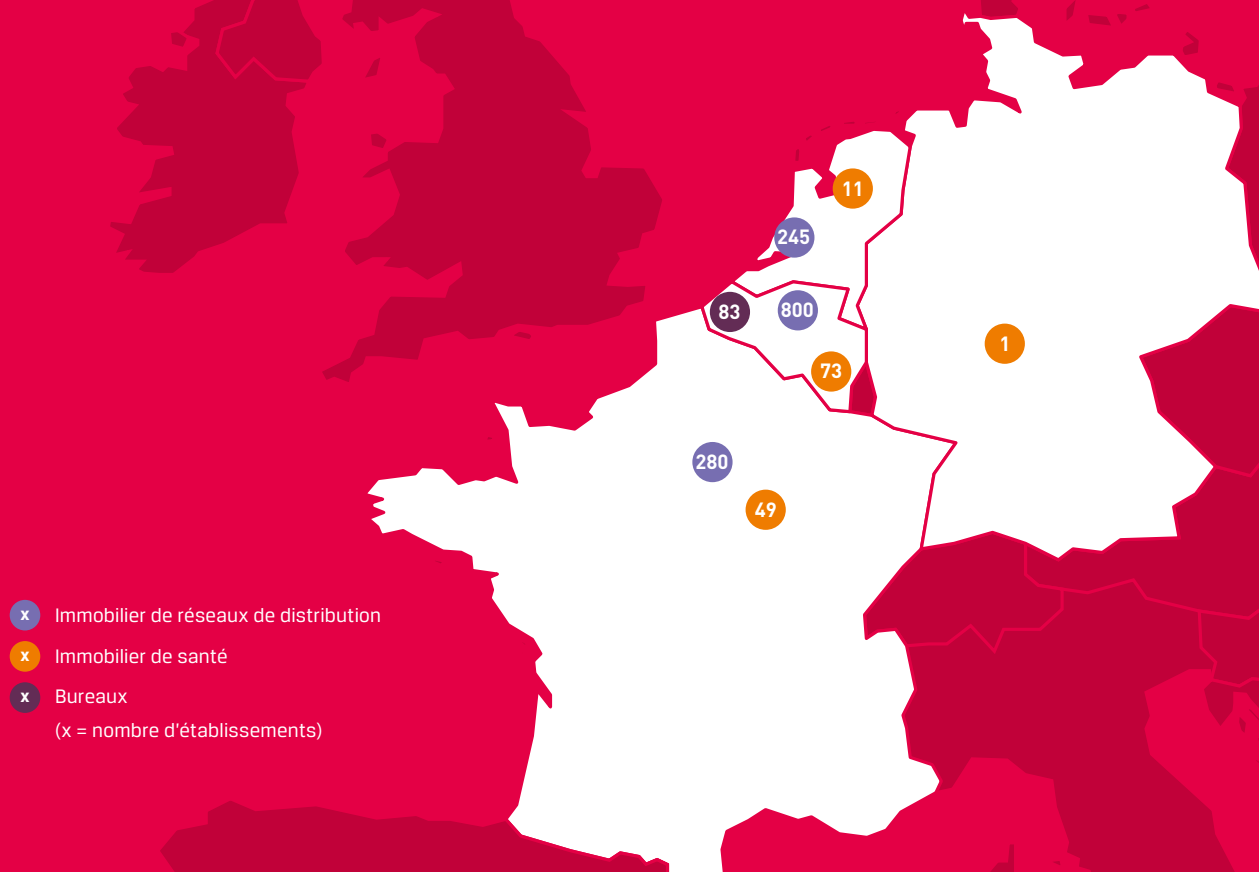 11
245
83
800
1
73
280
49
x Immobilier de réseaux de distribution
x Immobilier de santé
x Bureaux
(x = nombre d'établissements)